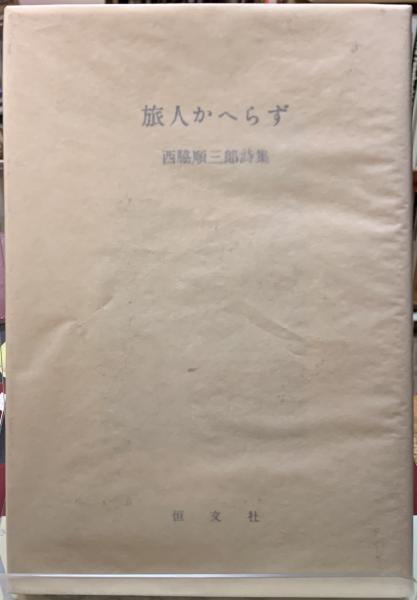 旅人かへらず
西脇順三郎詩集
恒文社